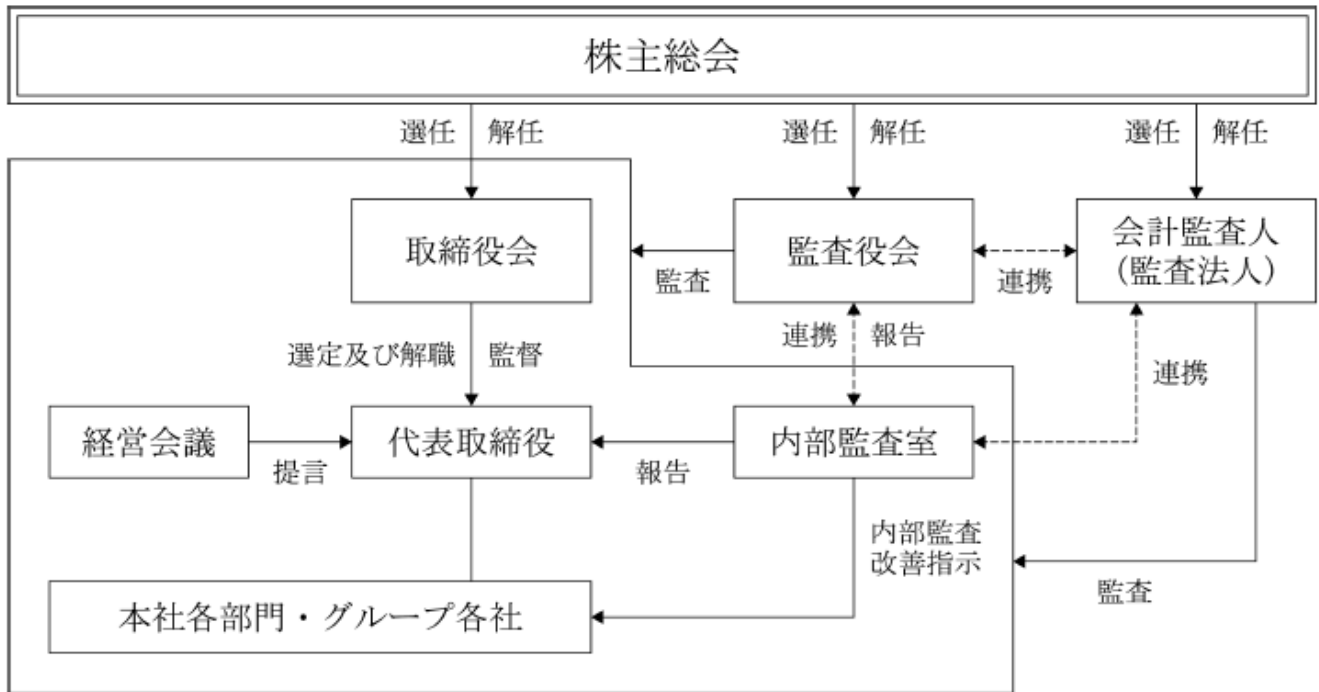 株主総会
選任 解任
選任 解任
選任 解任
取締役会
監査
監査役会
連携
会計監査人
(監査法人)
選定及び解職 監督
連携 報告
連携
経営会議
提言
代表取締役
報告
内部監査室
内部監査
改善指示
監査
本社各部門・グループ各社